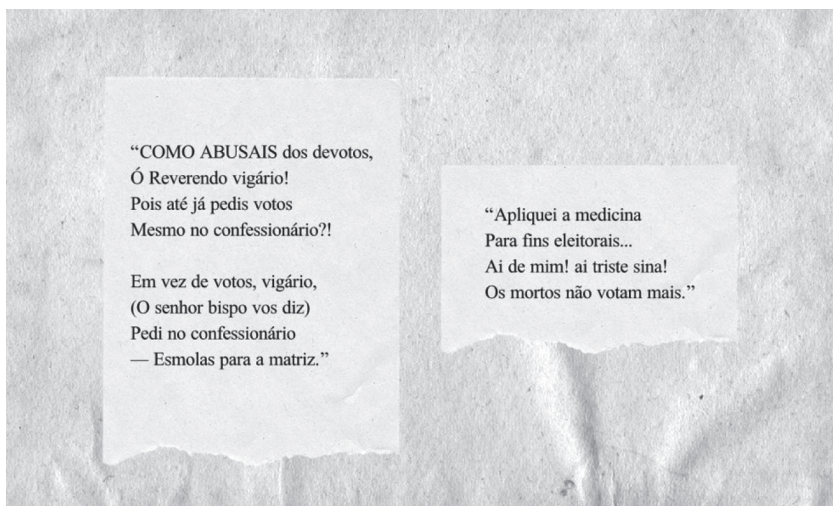 “COMO ABUSAIS dos devotos,
Ó Reverendo vigário!
Pois até já pedis votos
Mesmo no confessionário?!
Em vez de votos, vigário,
(O senhor bispo vos diz)
Pedi no confessionário
— Esmolas para a matriz.”
“Apliquei a medicina
Para fins eleitorais...
Ai de mim! ai triste sina!
Os mortos não votam mais.”